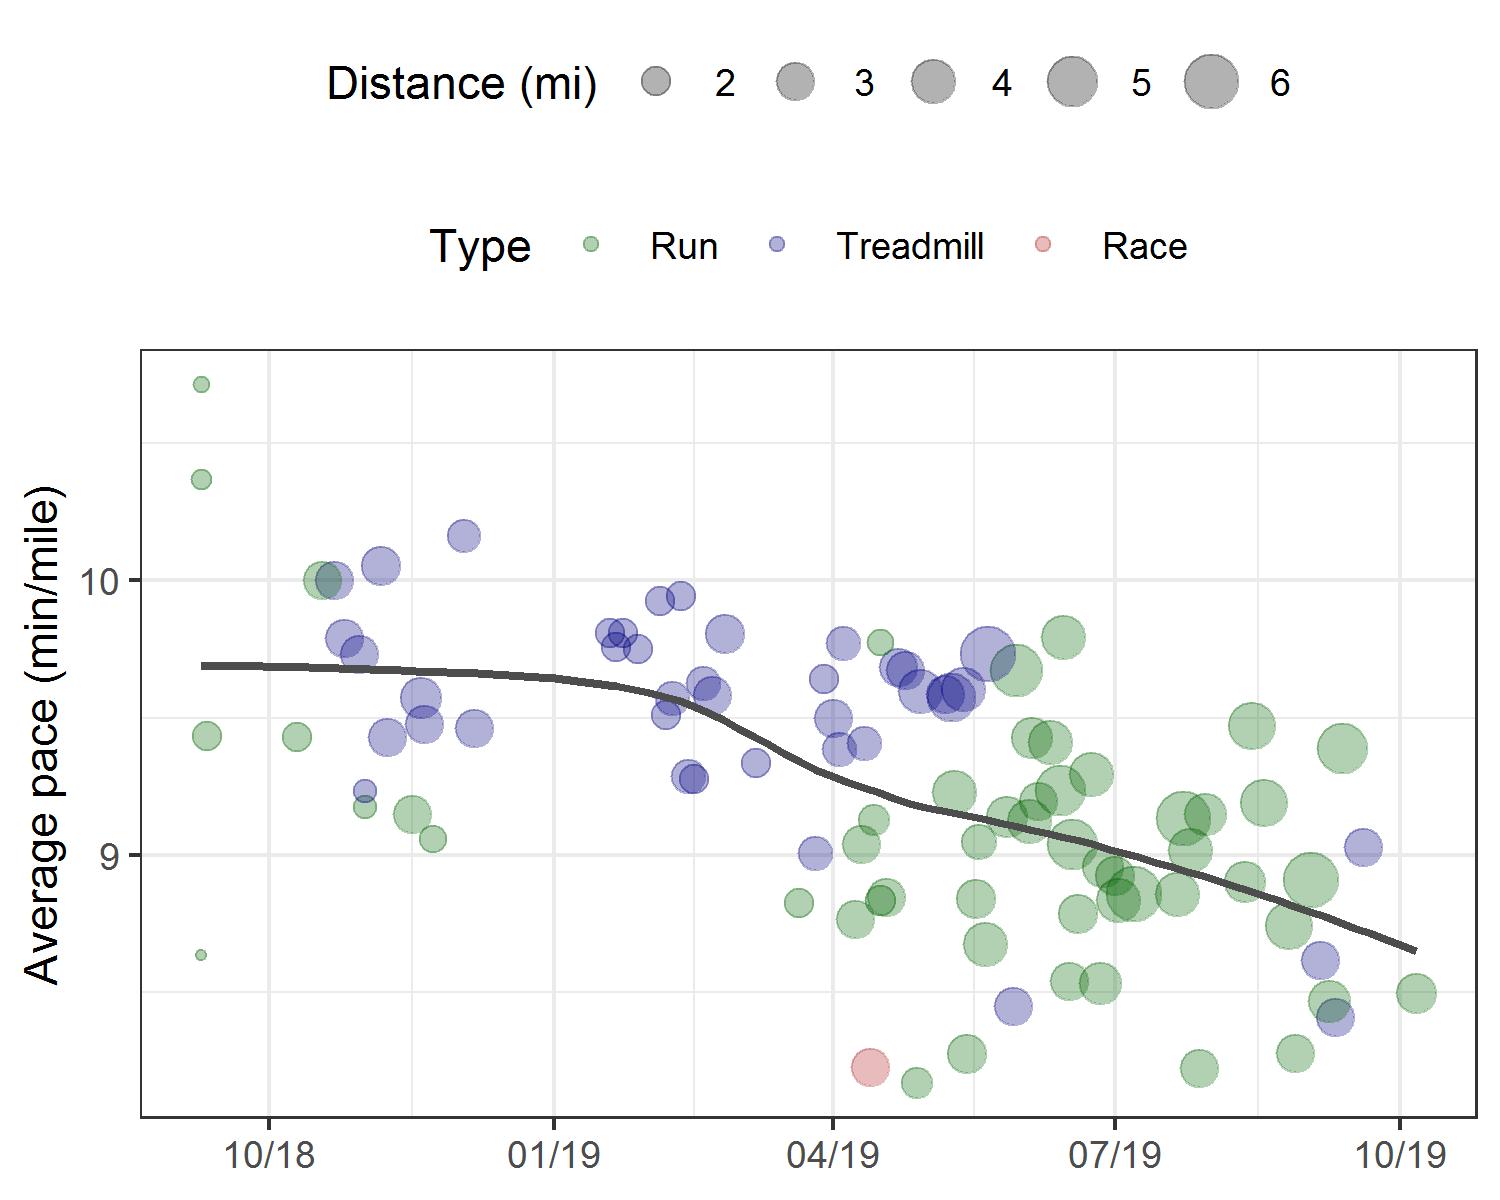 Distance (mi) 2 3 4 5 6
Type Run Treadmill Race
Average pace (min/mile)
10
9
10/18 01/19 04/19 07/19 10/19